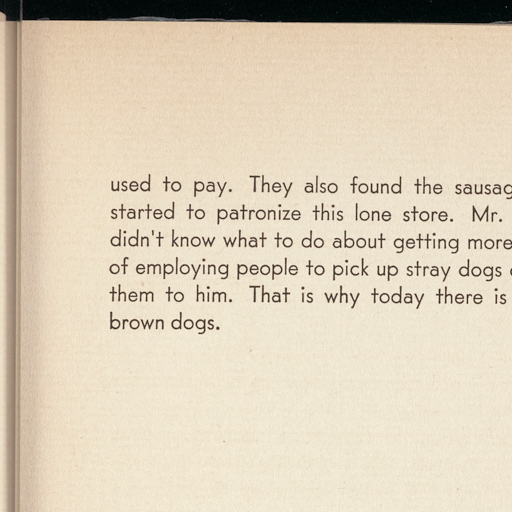 used to pay. They also found the sausag
started to patronize this lone store. Mr.
didn't know what to do about getting more
of employing people to pick up stray dogs
them to him. That is why today there is
brown dogs.